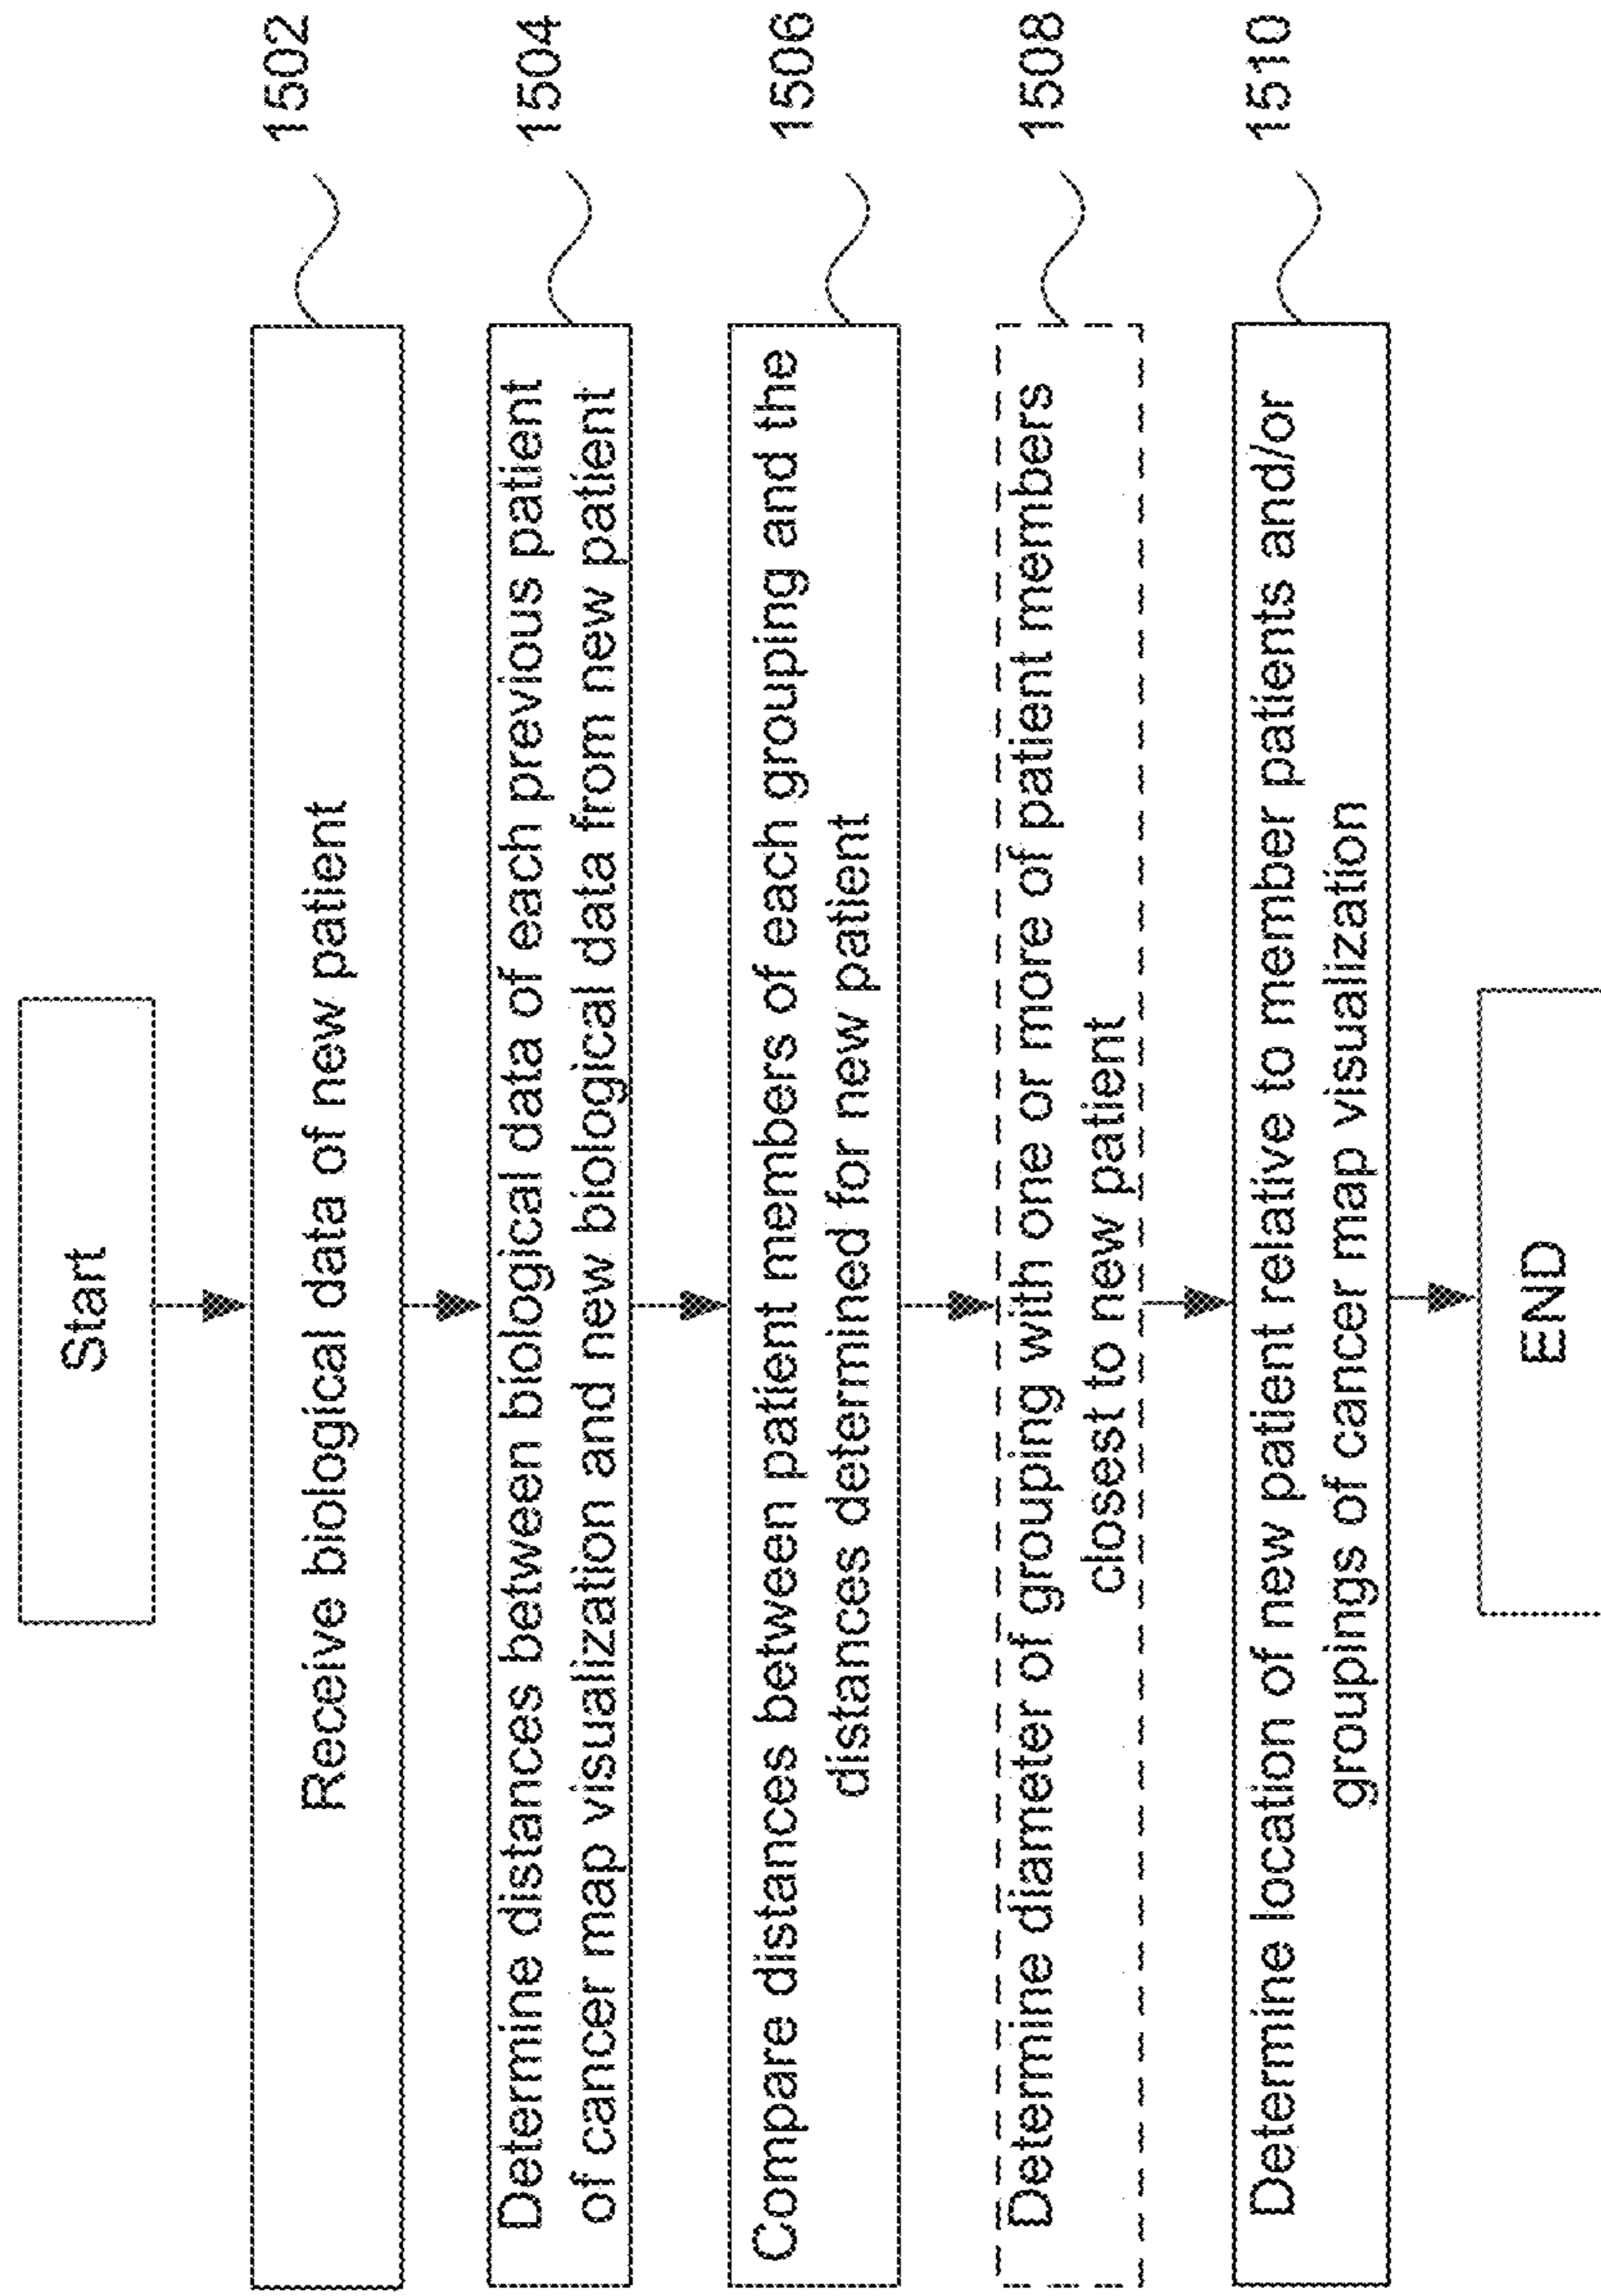 Start
Receive biological data of new patient
1502
Determine distances between biological data of each previous patient
of cancer map visualization and new biological data from new patient
1504
Compare distances between patient members of each grouping and the
distances determined for new patient
1506
Determine diameter of grouping with one or more of patient members
closest to new patient
1508
Determine location of new patient relative to member patients and/or
groupings of cancer map visualization
1510
END